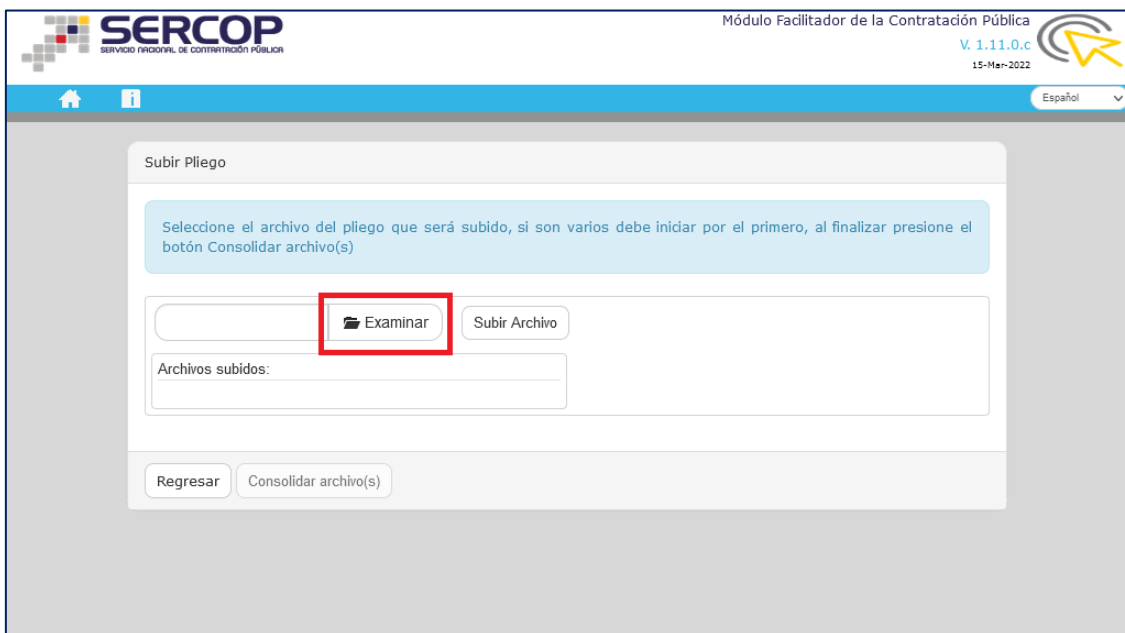 SERCOP
SERVICIO NACIONAL DE CONTRATACIÓN PÚBLICA
Módulo Facilitador de la Contratación Pública
V. 1.11.0.c
15-Mar-2022
i
Español
Subir Pliego
Seleccione el archivo del pliego que será subido, si son varios debe iniciar por el primero, al finalizar presione el
botón Consolidar archivo(s)
Examinar Subir Archivo
Archivos subidos:
Regresar Consolidar archivo(s)